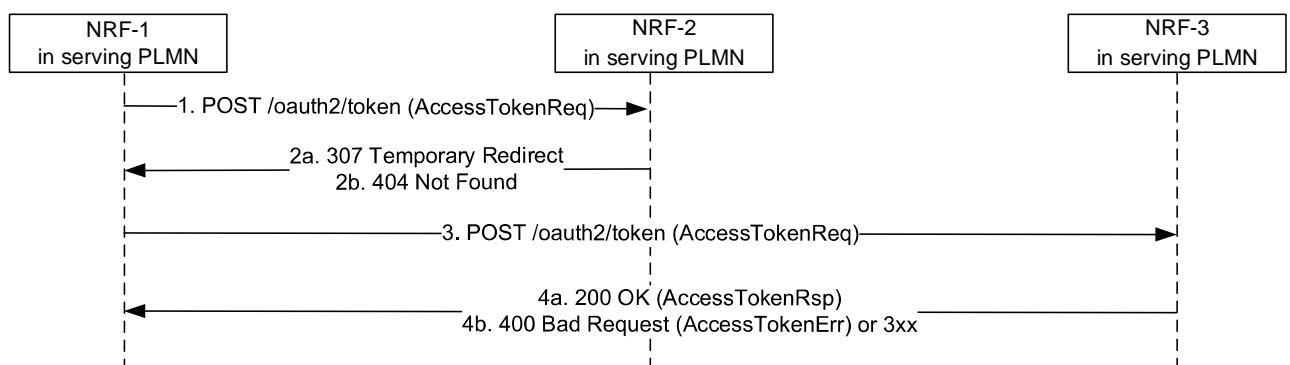 NRF-1
in serving PLMN
NRF-2
in serving PLMN
NRF-3
in serving PLMN
1. POST /oauth2/token (AccessTokenReq)
2a. 307 Temporary Redirect
2b. 404 Not Found
3. POST /oauth2/token (AccessTokenReq)
4a. 200 OK (AccessTokenRsp)
4b. 400 Bad Request (AccessTokenErr) or 3xx